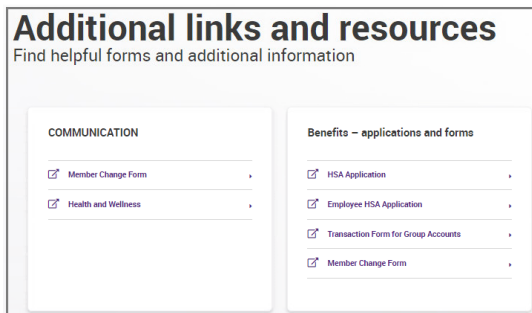 Additional links and resources
Find helpful forms and additional information
COMMUNICATION
Member Change Form
Health and Wellness
Benefits – applications and forms
HSA Application
Employee HSA Application
Transaction Form for Group Accounts
Member Change Form